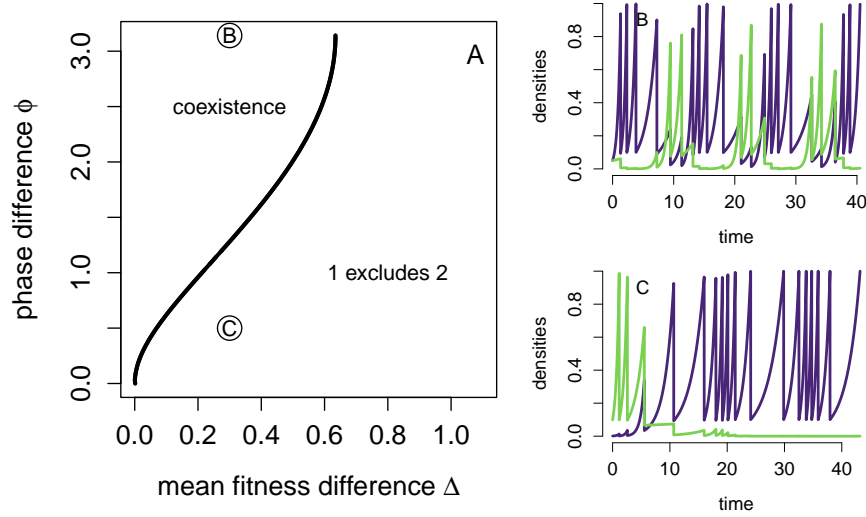 A
B
coexistence
1 excludes 2
C
phase difference ϕ
0.0 1.0 2.0 3.0
0.0 0.2 0.4 0.6 0.8 1.0
mean fitness difference Δ
B
densities
0.0 0.4 0.8
0 10 20 30 40
time
C
densities
0.0 0.4 0.8
0 10 20 30 40
time